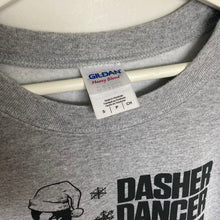 GILDAN
Heavy Blend
S P CH
DASHER
DANCER